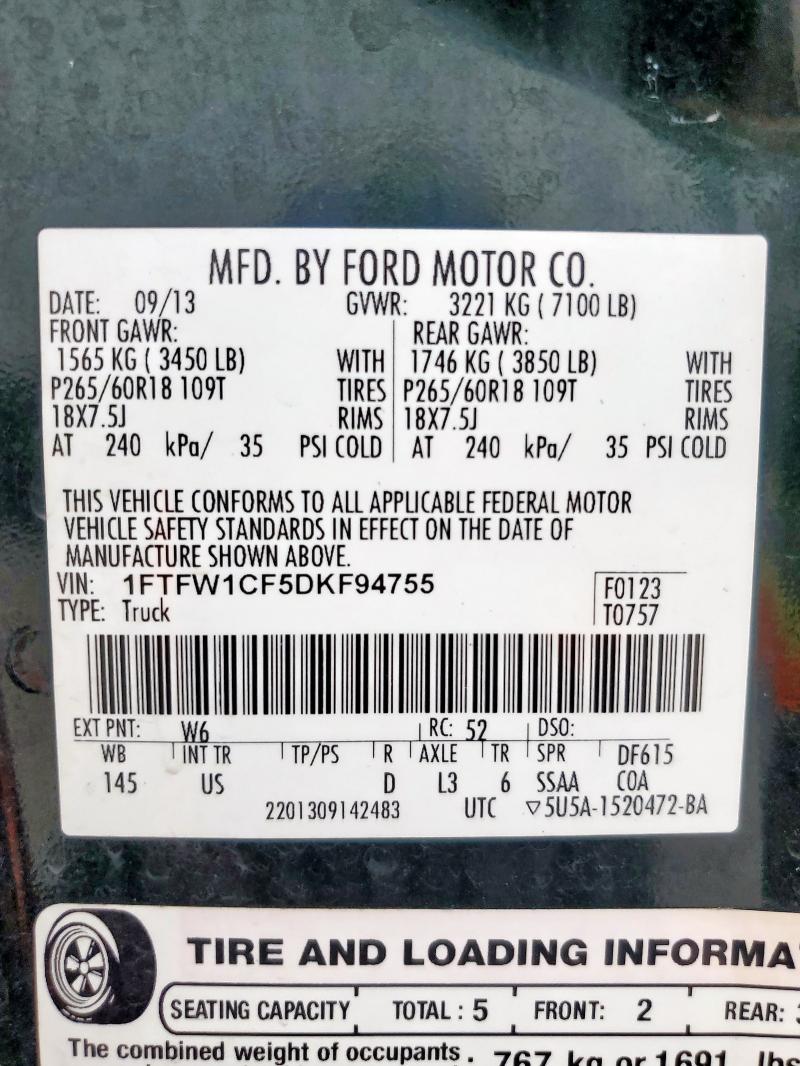 MFD. BY FORD MOTOR CO.
DATE: 09/13 GVWR: 3221 KG ( 7100 LB)
FRONT GAWR: REAR GAWR:
1565 KG ( 3450 LB) WITH 1746 KG ( 3850 LB) WITH
P265/60R18 109T TIRES P265/60R18 109T TIRES
18X7.5J RIMS 18X7.5J RIMS
AT 240 kPa/ 35 PSI COLD AT 240 kPa/ 35 PSI COLD
THIS VEHICLE CONFORMS TO ALL APPLICABLE FEDERAL MOTOR
VEHICLE SAFETY STANDARDS IN EFFECT ON THE DATE OF
MANUFACTURE SHOWN ABOVE.
VIN: 1FTFW1CF5DKF94755 F0123
TYPE: Truck T0757
EXT PNT: W6 RC: 52 DSO:
WB INT TR TP/PS R AXLE TR SPR DF615
145 US D L3 6 SSAA COA
2201309142483 UTC ▽5U5A-1520472-BA
TIRE AND LOADING INFORMA
SEATING CAPACITY TOTAL : 5 FRONT: 2 REAR:
The combined weight of occupants . 767 kg or 1691 lbs